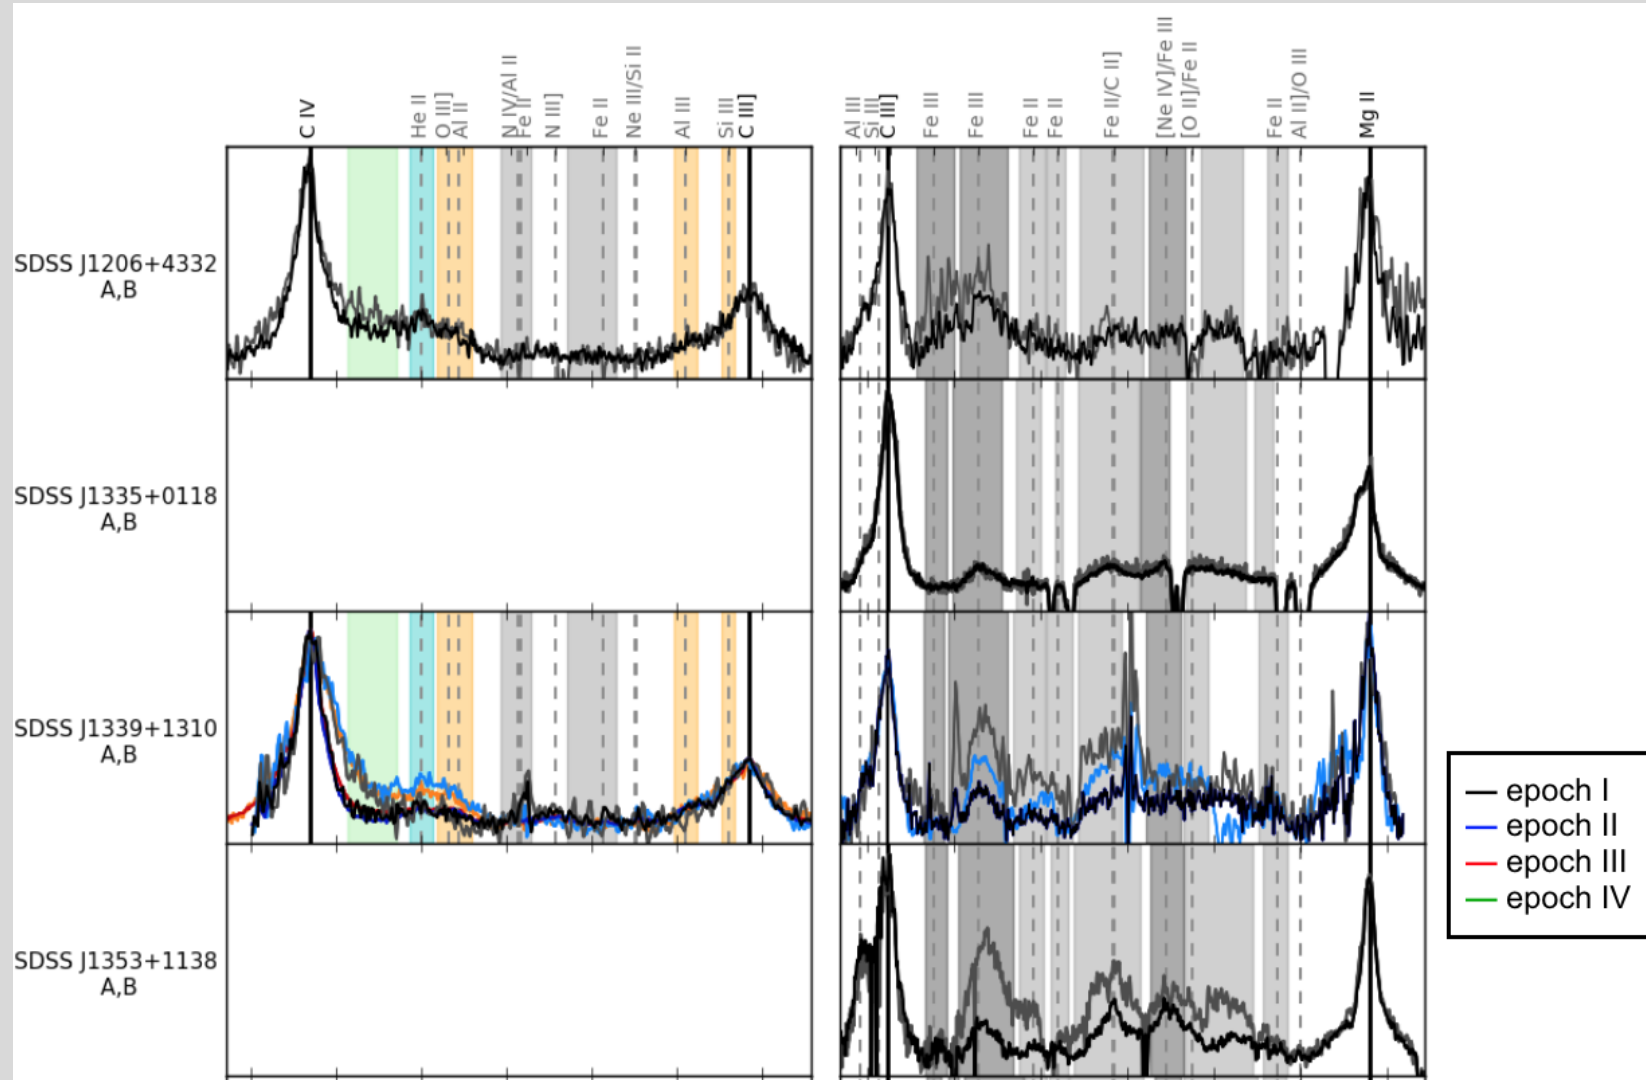 C IV
He II
O III]
Al II
N IV/Al II
Fe II
N III]
Fe II
Ne III/Si II
Al III
Si III
C III]
Al III
Si III
C III]
Fe III
Fe III
Fe II
Fe II
Fe II/C II]
[Ne IV]/Fe III
[O II]/Fe II
Fe II
Al II]/O III
Mg II
SDSS J1206+4332
A,B
SDSS J1335+0118
A,B
SDSS J1339+1310
A,B
SDSS J1353+1138
A,B
epoch I
epoch II
epoch III
epoch IV